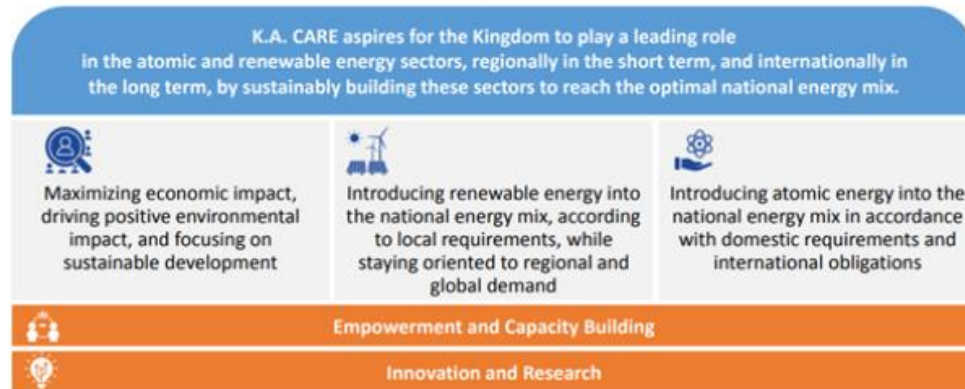 K.A. CARE aspires for the Kingdom to play a leading role
in the atomic and renewable energy sectors, regionally in the short term, and internationally in
the long term, by sustainably building these sectors to reach the optimal national energy mix.
Maximizing economic impact,
driving positive environmental
impact, and focusing on
sustainable development
Introducing renewable energy into
the national energy mix, according
to local requirements, while
staying oriented to regional and
global demand
Introducing atomic energy into the
national energy mix in accordance
with domestic requirements and
international obligations
Empowerment and Capacity Building
Innovation and Research